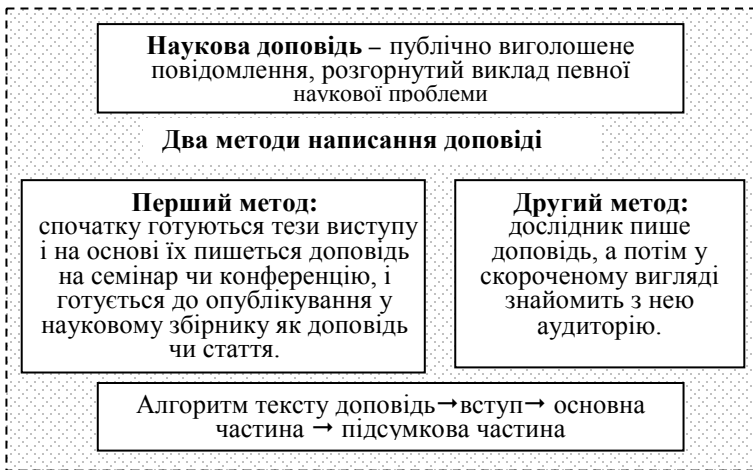 Наукова доповідь – публічно виголошене
повідомлення, розгорнутий виклад певної
наукової проблеми
Два методи написання доповіді
Перший метод:
спочатку готуються тези виступу
і на основі їх пишеться доповідь
на семінар чи конференцію, і
готується до опублікування у
науковому збірнику як доповідь
чи стаття.
Другий метод:
дослідник пише
доповідь, а потім у
скороченому вигляді
знайомить з нею
аудиторію.
Алгоритм тексту доповідь→вступ→ основна
частина → підсумкова частина